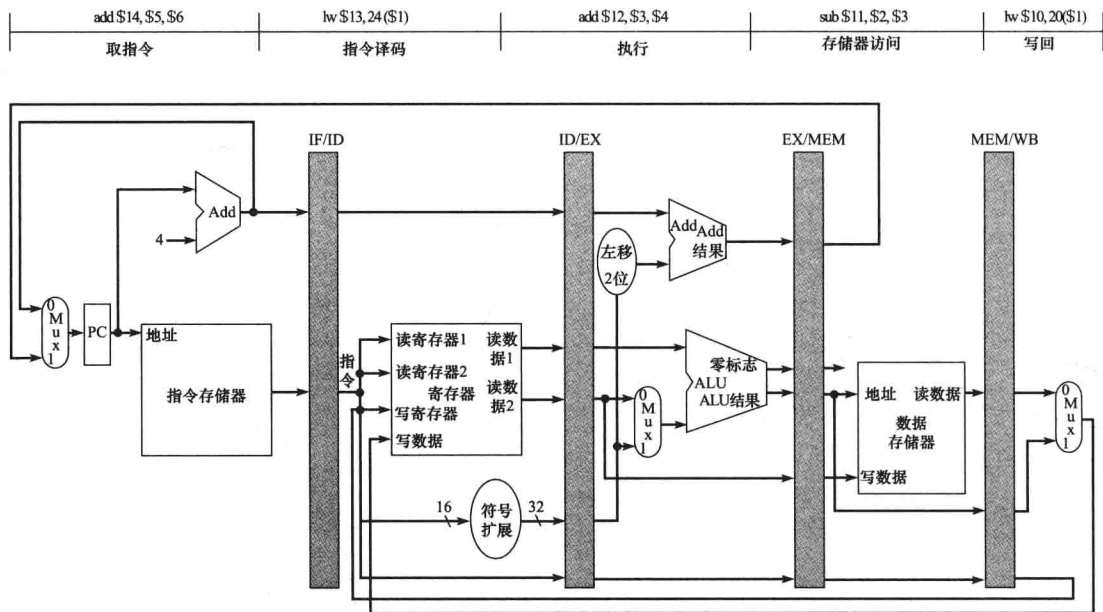 add $14, $5, $6
lw $13, 24 ($1)
add $12, $3, $4
sub $11, $2, $3
lw $10, 20($1)
取指令
指令译码
执行
存储器访问
写回
IF/ID
ID/EX
EX/MEM
MEM/WB
Add
4
Add Add
结果
左移
2位
0
M
u
x
1
PC
地址
指令存储器
指令
读寄存器1
读寄存器2
寄存器
写寄存器
写数据
读数
据1
读数
据2
0
M
u
x
1
零标志
ALU
ALU结果
地址
读数据
数据
存储器
写数据
0
M
u
x
1
16
符号
扩展
32